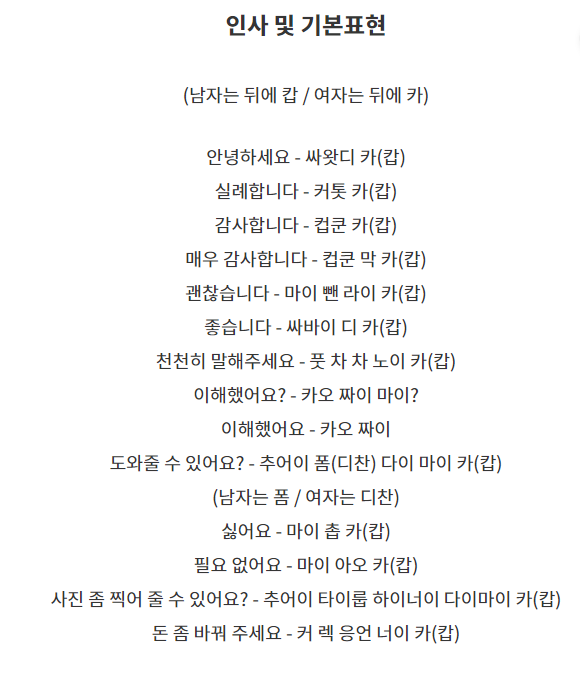 인사 및 기본표현
(남자는 뒤에 캅 / 여자는 뒤에 카)
안녕하세요 - 싸왓디 카(캅)
실례합니다 - 커톳 카(캅)
감사합니다 - 컵쿤 카(캅)
매우 감사합니다 - 컵쿤 막 카(캅)
괜찮습니다 - 마이 뺀 라이 카(캅)
좋습니다 - 싸바이 디 카(캅)
천천히 말해주세요 - 풋 차 차 노이 카(캅)
이해했어요? - 카오 짜이 마이?
이해했어요 - 카오 짜이
도와줄 수 있어요? - 추어이 폼(디찬) 다이 마이 카(캅)
(남자는 폼 / 여자는 디찬)
싫어요 - 마이 촙 카(캅)
필요 없어요 - 마이 아오 카(캅)
사진 좀 찍어 줄 수 있어요? - 추어이 타이룹 하이너이 다이마이 카(캅)
돈 좀 바꿔 주세요 - 커 렉 응언 너이 카(캅)